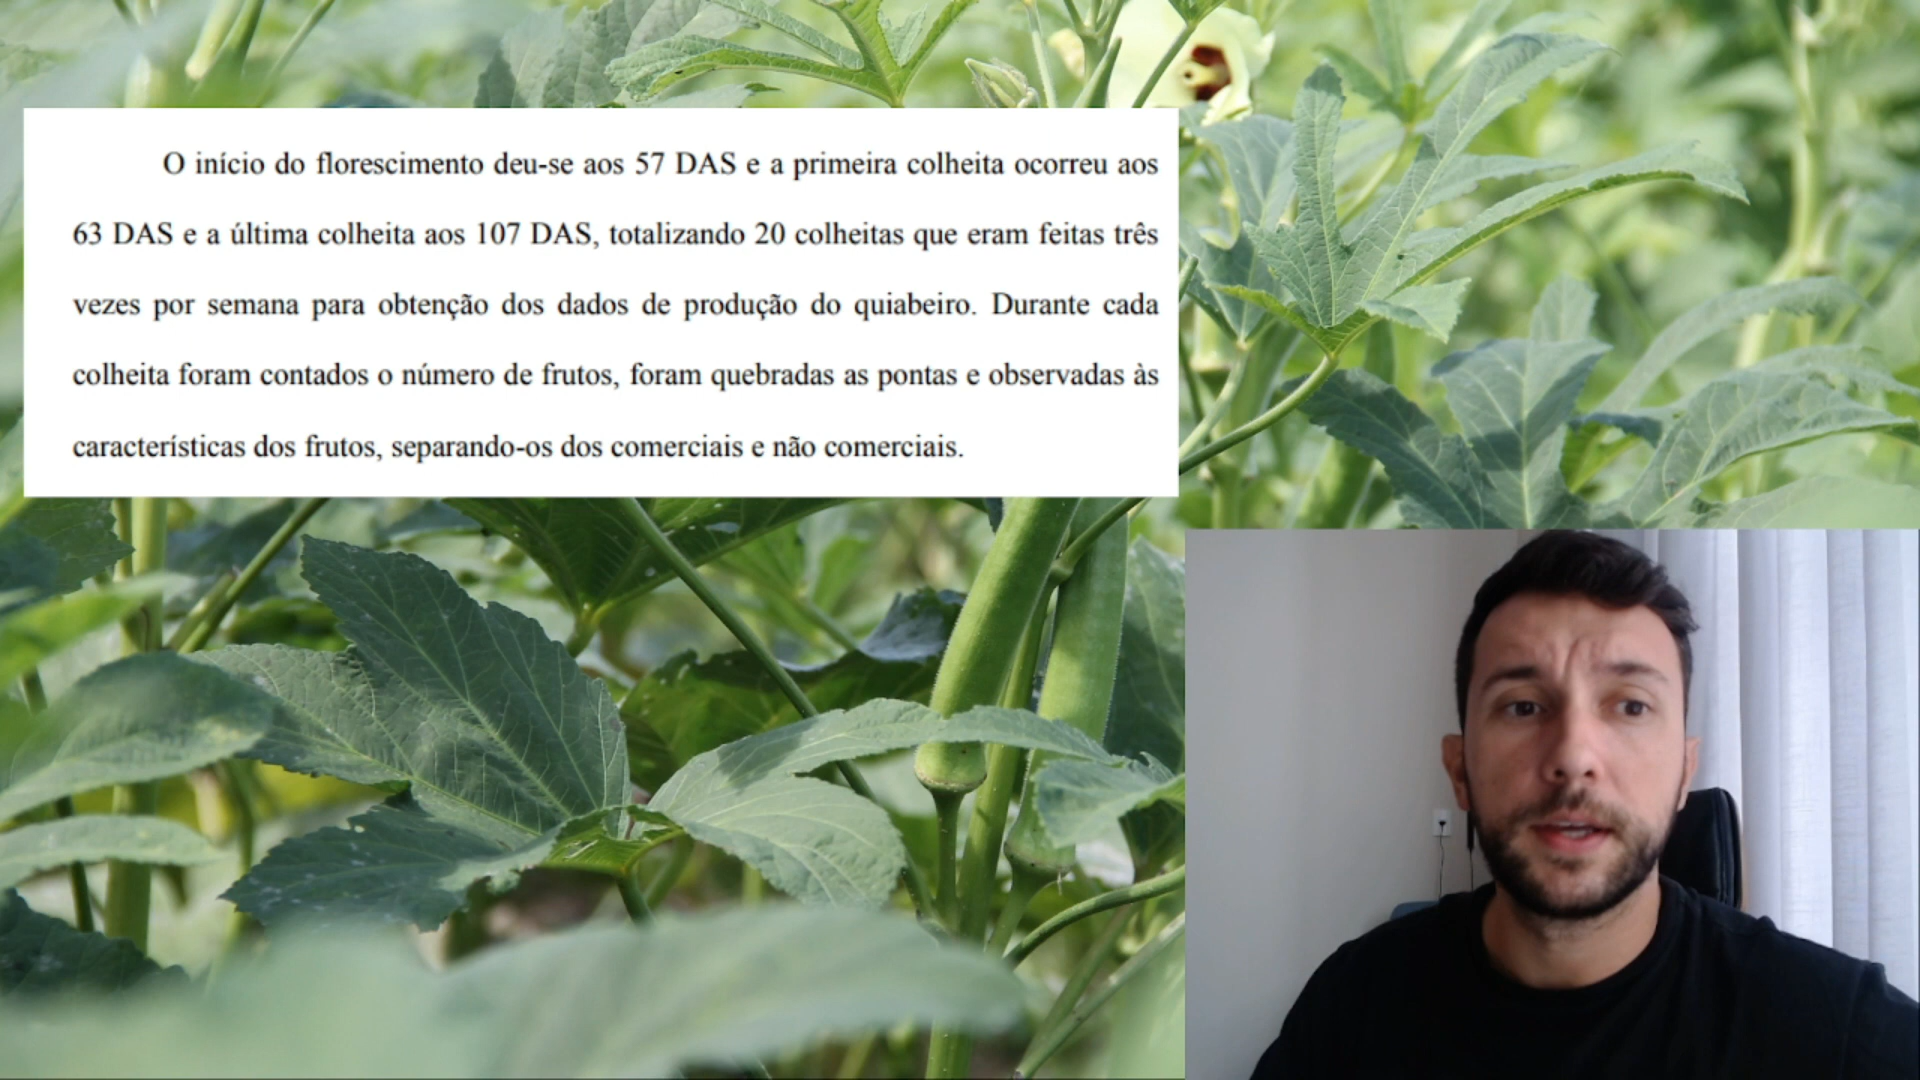 O início do florescimento deu-se aos 57 DAS e a primeira colheita ocorreu aos
63 DAS e a última colheita aos 107 DAS, totalizando 20 colheitas que eram feitas três
vezes por semana para obtenção dos dados de produção do quiabeiro. Durante cada
colheita foram contados o número de frutos, foram quebradas as pontas e observadas às
características dos frutos, separando-os dos comerciais e não comerciais.